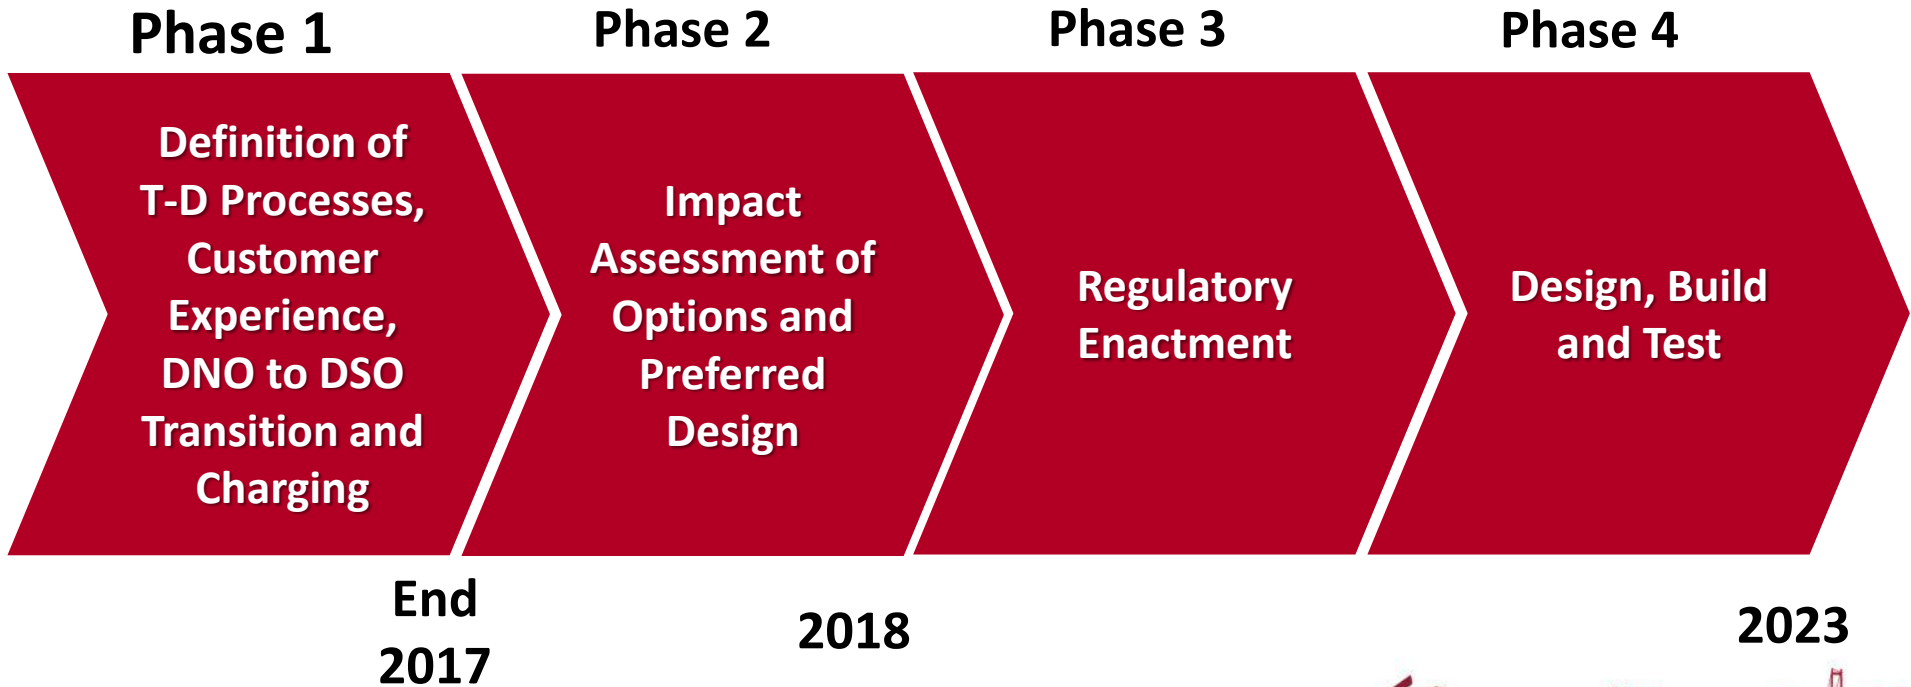 Phase 1
Phase 2
Phase 3
Phase 4
Definition of
T-D Processes,
Customer
Experience,
DNO to DSO
Transition and
Charging
Impact
Assessment of
Options and
Preferred
Design
Regulatory
Enactment
Design, Build
and Test
End
2017
2018
2023